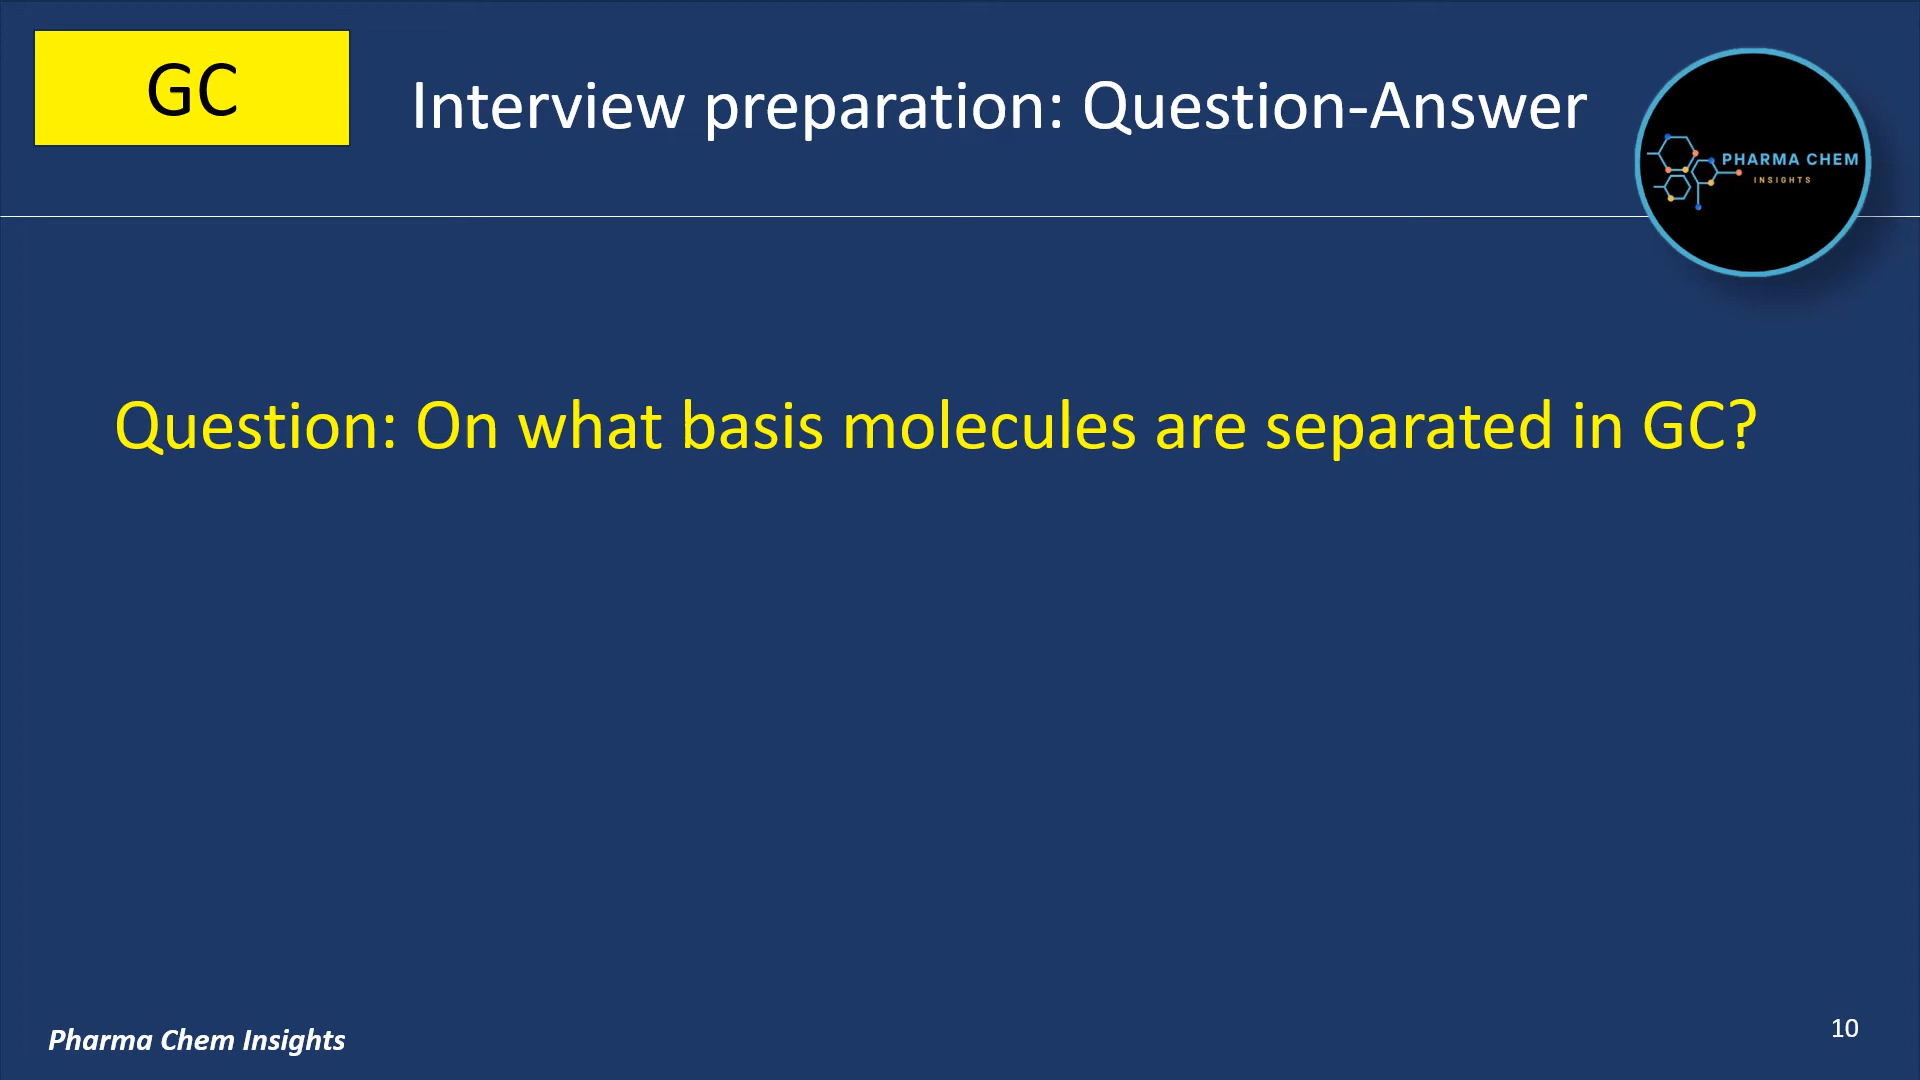 GC
Interview preparation: Question-Answer
PHARMA CHEM
INSIGHTS
Question: On what basis molecules are separated in GC?
Pharma Chem Insights
10